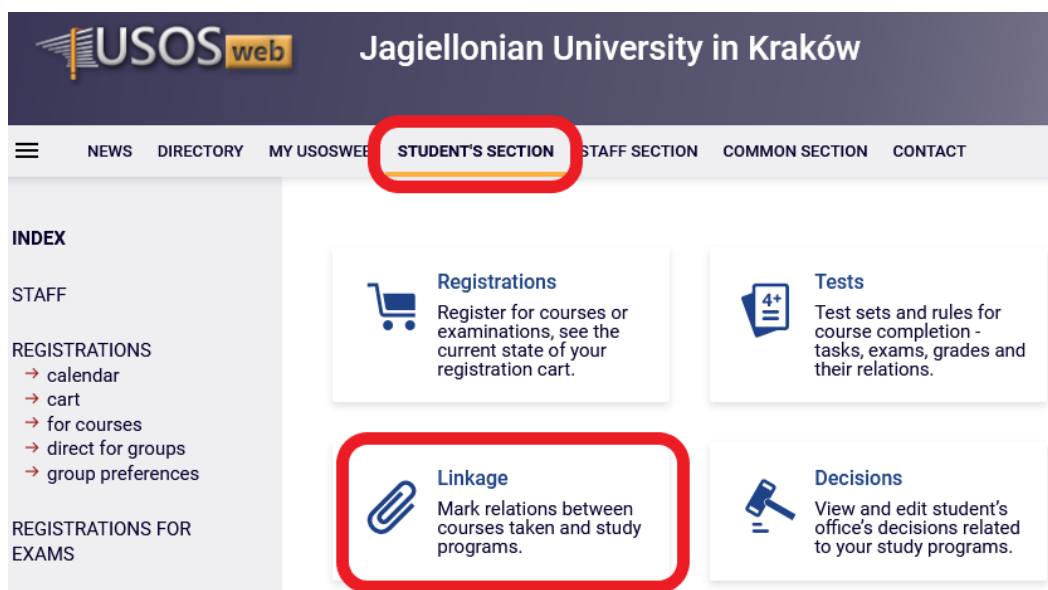 USOS web
Jagiellonian University in Kraków
NEWS DIRECTORY MY USOSWEB STUDENT'S SECTION STAFF SECTION COMMON SECTION CONTACT
INDEX
STAFF
REGISTRATIONS
→ calendar
→ cart
→ for courses
→ direct for groups
→ group preferences
REGISTRATIONS FOR
EXAMS
Registrations
Register for courses or
examinations, see the
current state of your
registration cart.
4+
Tests
Test sets and rules for
course completion -
tasks, exams, grades and
their relations.
Linkage
Mark relations between
courses taken and study
programs.
Decisions
View and edit student's
office's decisions related
to your study programs.